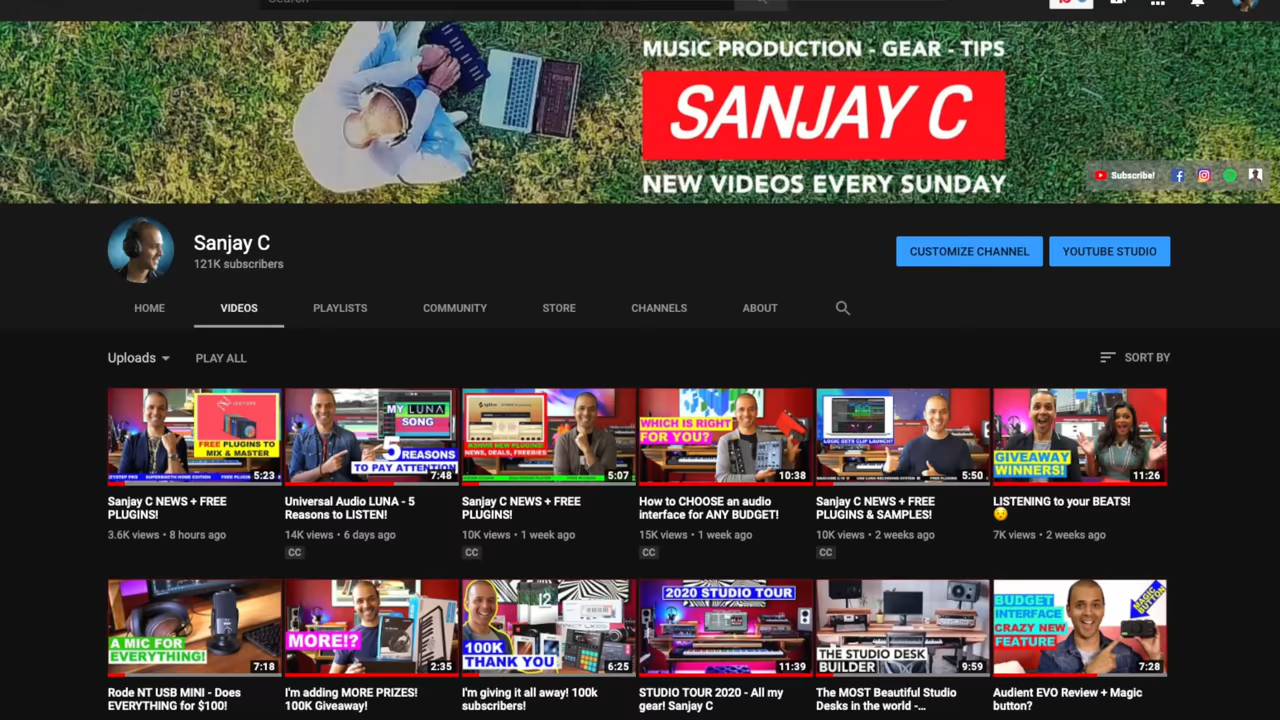 Search
MUSIC PRODUCTION - GEAR - TIPS
SANJAY C
NEW VIDEOS EVERY SUNDAY
Subscribe!
Sanjay C
121K subscribers
CUSTOMIZE CHANNEL
YOUTUBE STUDIO
HOME
VIDEOS
PLAYLISTS
COMMUNITY
STORE
CHANNELS
ABOUT
Uploads
PLAY ALL
SORT BY
FREE PLUGINS TO
MIX & MASTER
5:23
MY LUNA
SONG
5 REASONS
TO PAY ATTENTION
7:48
NEWS, DEALS, FREEBIES
5:07
WHICH IS RIGHT
FOR YOU?
10:38
LOGIC GETS CLIP LAUNCH!
5:50
GIVEAWAY
WINNERS!
11:26
Sanjay C NEWS + FREE
PLUGINS!
3.6K views • 8 hours ago
Universal Audio LUNA - 5
Reasons to LISTEN!
14K views • 6 days ago
CC
Sanjay C NEWS + FREE
PLUGINS!
10K views • 1 week ago
CC
How to CHOOSE an audio
interface for ANY BUDGET!
15K views • 1 week ago
CC
Sanjay C NEWS + FREE
PLUGINS & SAMPLES!
10K views • 2 weeks ago
CC
LISTENING to your BEATS!
7K views • 2 weeks ago
A MIC FOR
EVERYTHING!
7:18
MORE!?
2:35
100K
THANK YOU
6:25
2020 STUDIO TOUR
11:39
THE STUDIO DESK
BUILDER
9:59
BUDGET
INTERFACE
CRAZY NEW
FEATURE
MAGIC
BUTTON
7:28
Rode NT USB MINI - Does
EVERYTHING for $100!
I'm adding MORE PRIZES!
100K Giveaway!
I'm giving it all away! 100k
subscribers!
STUDIO TOUR 2020 - All my
gear! Sanjay C
The MOST Beautiful Studio
Desks in the world -...
Audient EVO Review + Magic
button?